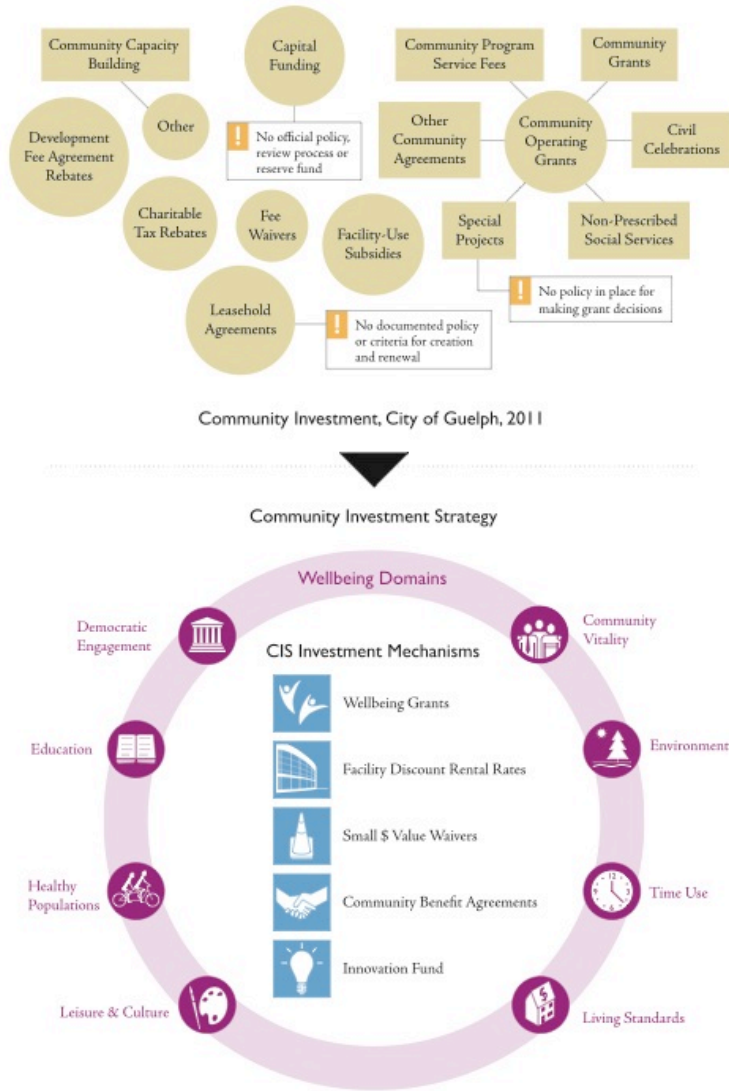 Community Capacity
Building
Capital
Funding
Community Program
Service Fees
Community
Grants
Other
! No official policy,
review process or
reserve fund
Development
Fee Agreement
Rebates
Other
Community
Agreements
Community
Operating
Grants
Civil
Celebrations
Charitable
Tax Rebates
Fee
Waivers
Facility-Use
Subsidies
Special
Projects
Non-Prescribed
Social Services
! No policy in place for
making grant decisions
Leasehold
Agreements
! No documented policy
or criteria for creation
and renewal
Community Investment, City of Guelph, 2011
Community Investment Strategy
Wellbeing Domains
Democratic
Engagement
Community
Vitality
CIS Investment Mechanisms
Wellbeing Grants
Education
Environment
Facility Discount Rental Rates
Small $ Value Waivers
Healthy
Populations
12
3
6
9
Time Use
Community Benefit Agreements
Innovation Fund
Leisure & Culture
$
Living Standards